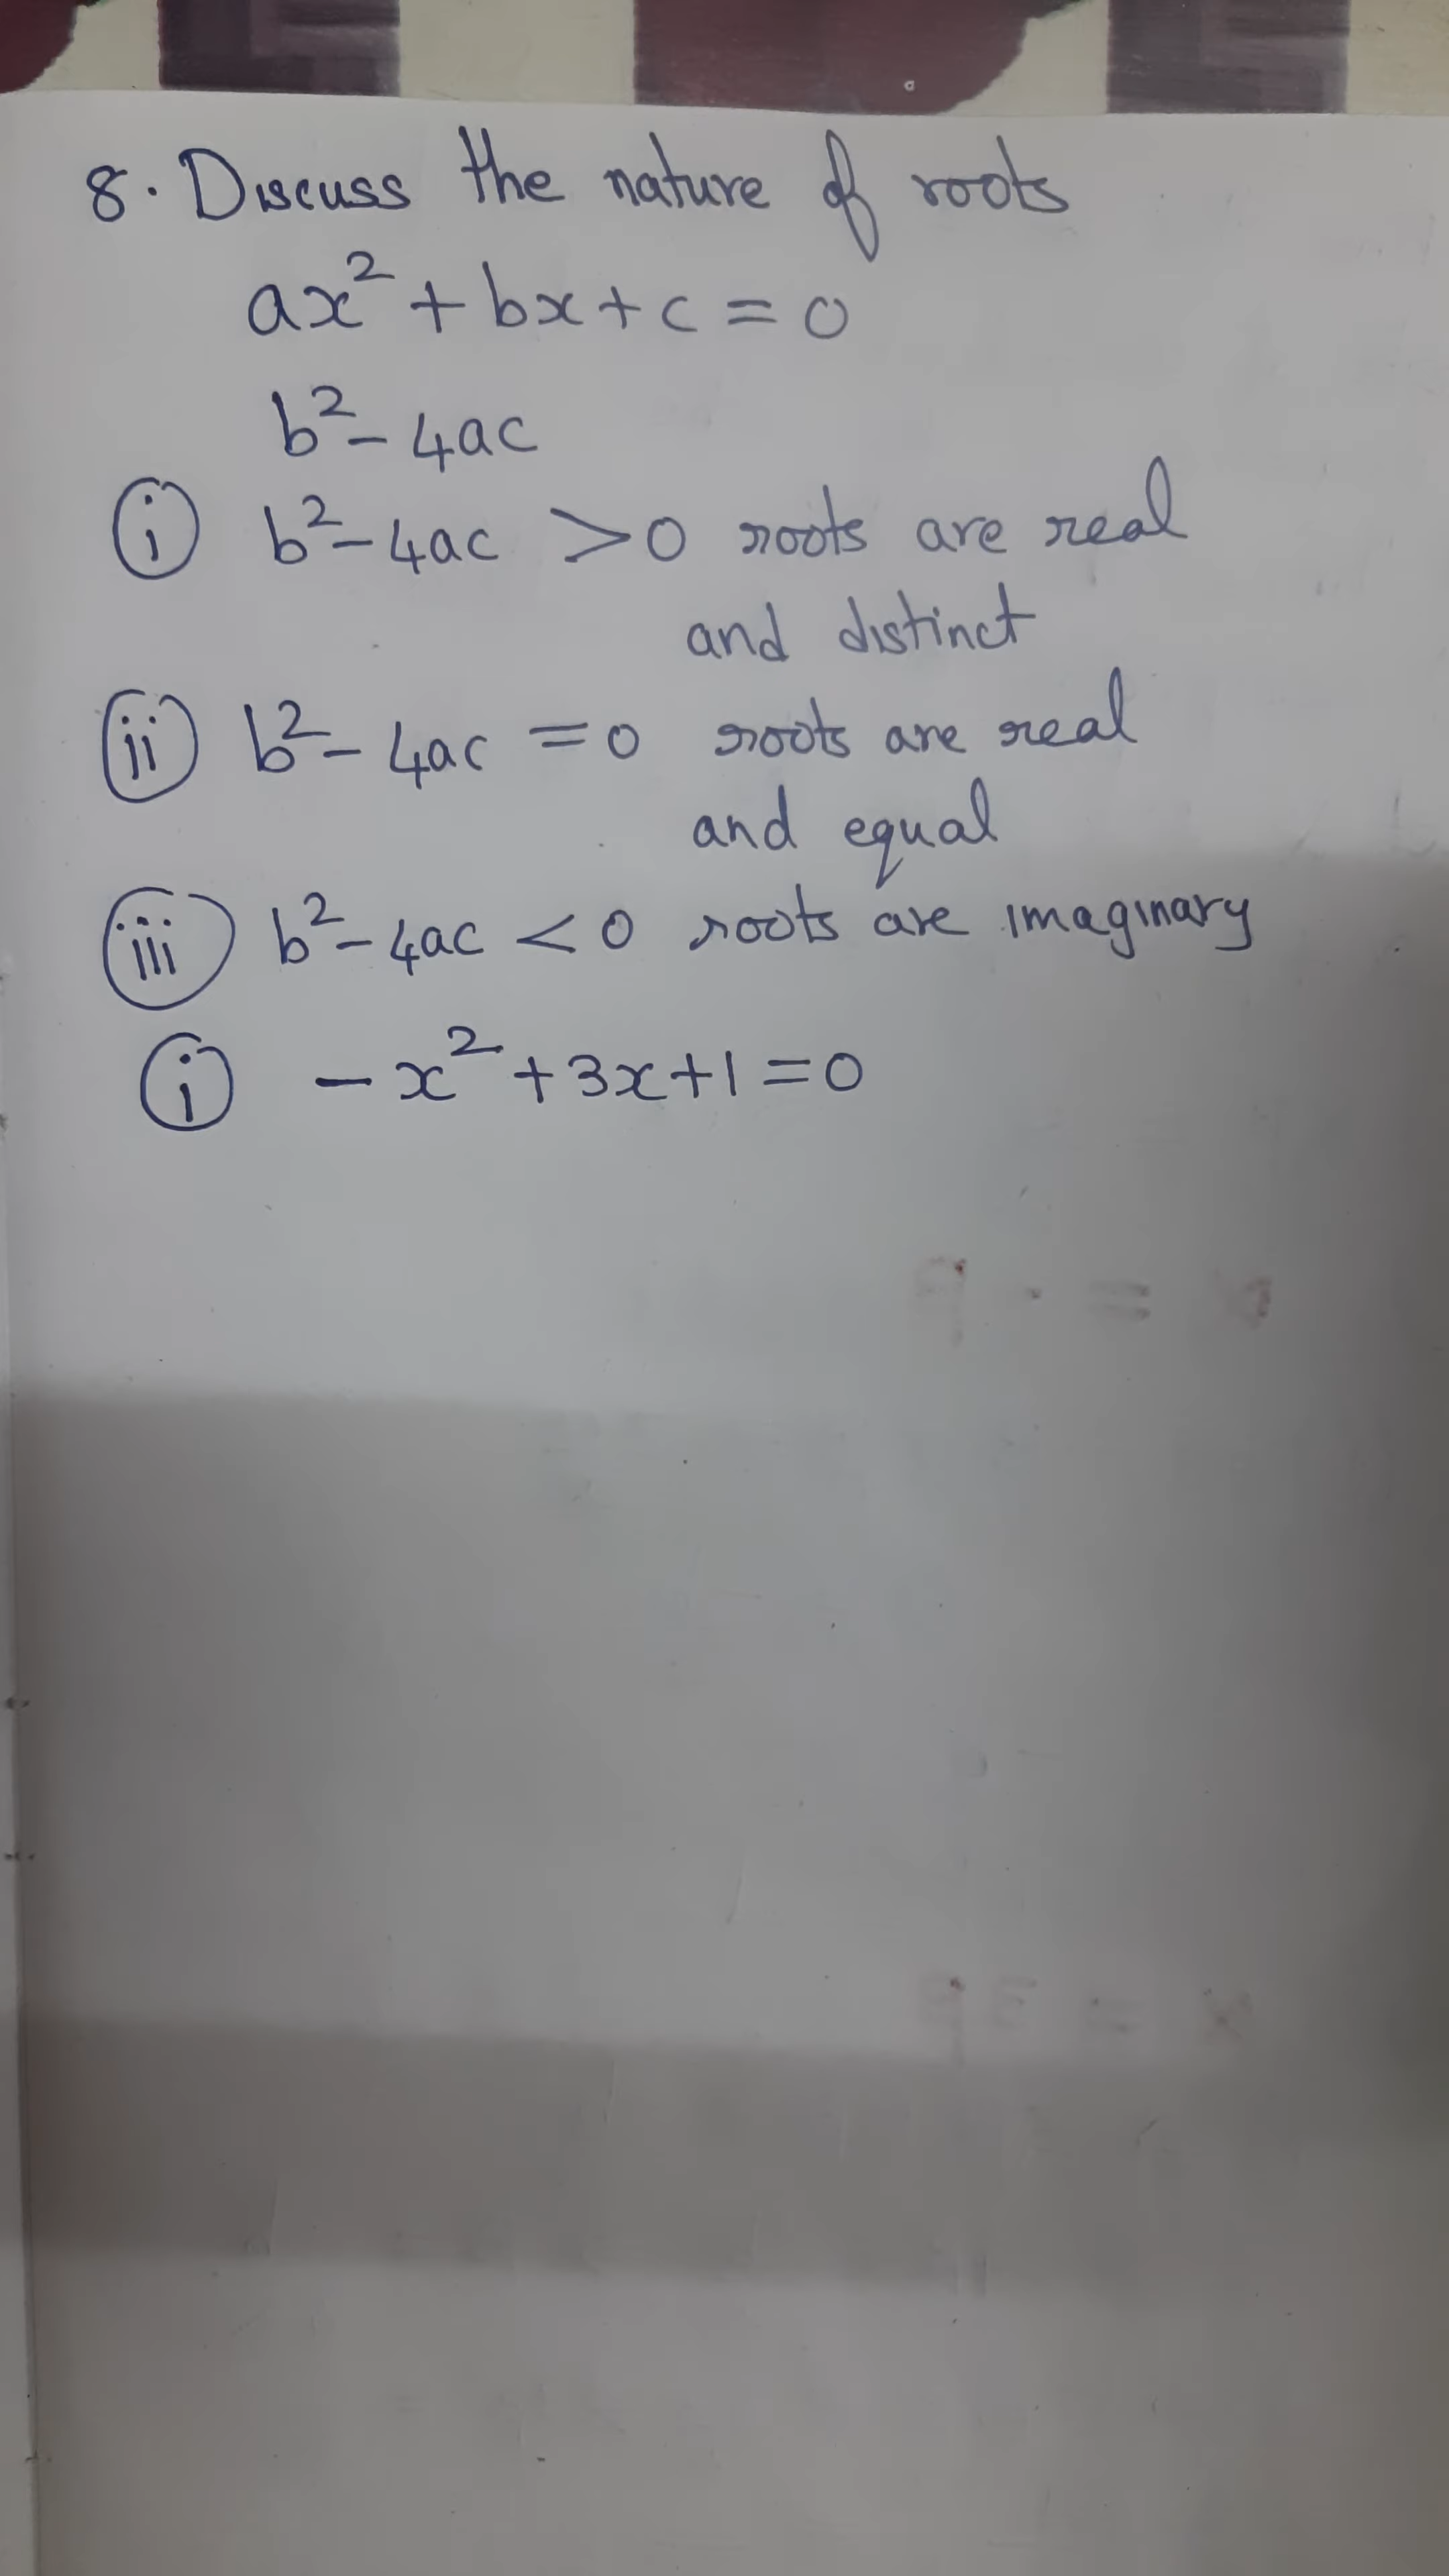 8. Discuss the nature of roots
ax² + bx + c = 0
b² - 4ac
(i) b² - 4ac > 0 roots are real
and distinct
(ii) b² - 4ac = 0 roots are real
and equal
(iii) b² - 4ac < 0 roots are imaginary
(i) - x² + 3x + 1 = 0